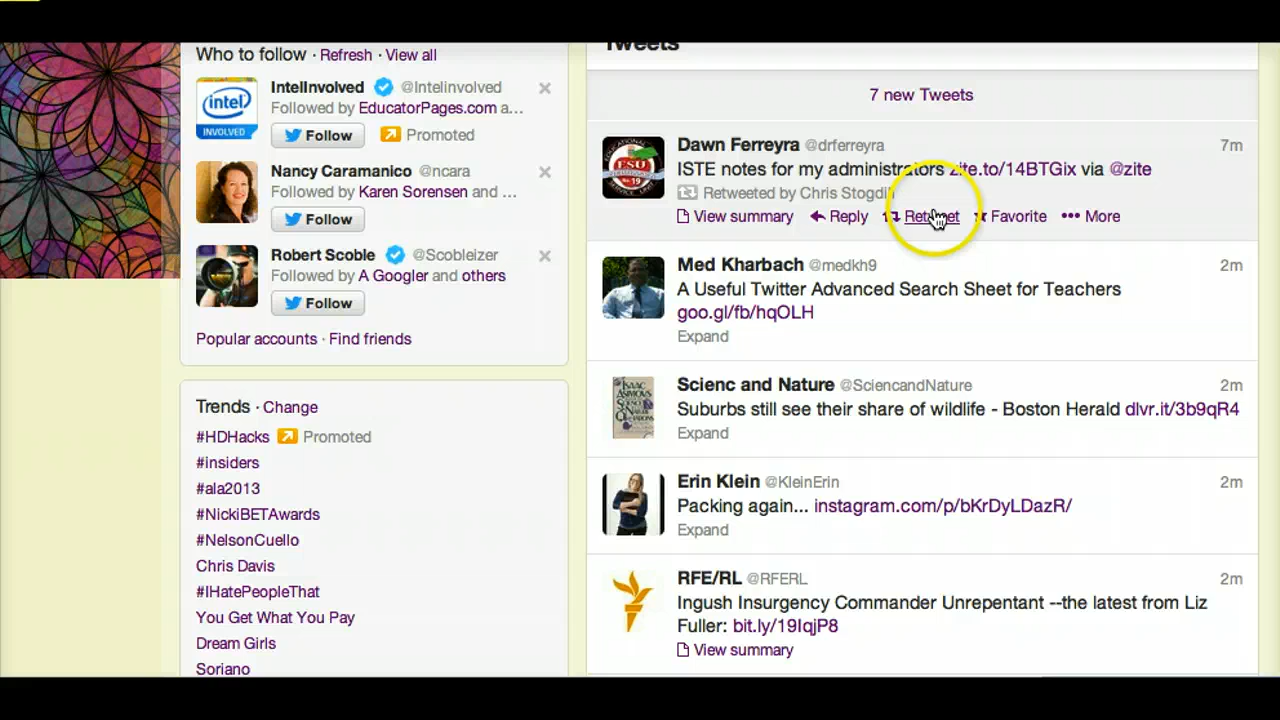 Who to follow · Refresh · View all
IntelInvolved @Intelinvolved
Followed by EducatorPages.com a...
Follow Promoted
Nancy Caramanico @ncara
Followed by Karen Sorensen and ...
Follow
Robert Scoble @Scobleizer
Followed by A Googler and others
Follow
Popular accounts · Find friends
Trends · Change
#HDHacks Promoted
#insiders
#ala2013
#NickiBETAwards
#NelsonCuello
Chris Davis
#IHatePeopleThat
You Get What You Pay
Dream Girls
Soriano
Tweets
7 new Tweets
Dawn Ferreyra @drferreyra 7m
ISTE notes for my administrators zite.to/14BTGix via @zite
Retweeted by Chris
View summary Reply Retweet Favorite More
Med Kharbach @medkh9 2m
A Useful Twitter Advanced Search Sheet for Teachers
goo.gl/fb/hqOLH
Expand
Scienc and Nature @SciencandNature 2m
Suburbs still see their share of wildlife - Boston Herald dlvr.it/3b9qR4
Expand
Erin Klein @KleinErin 2m
Packing again... instagram.com/p/bKrDyLDazR/
Expand
RFE/RL @RFERL 2m
Ingush Insurgency Commander Unrepentant --the latest from Liz
Fuller: bit.ly/19IqjP8
View summary
intel
INVOLVED